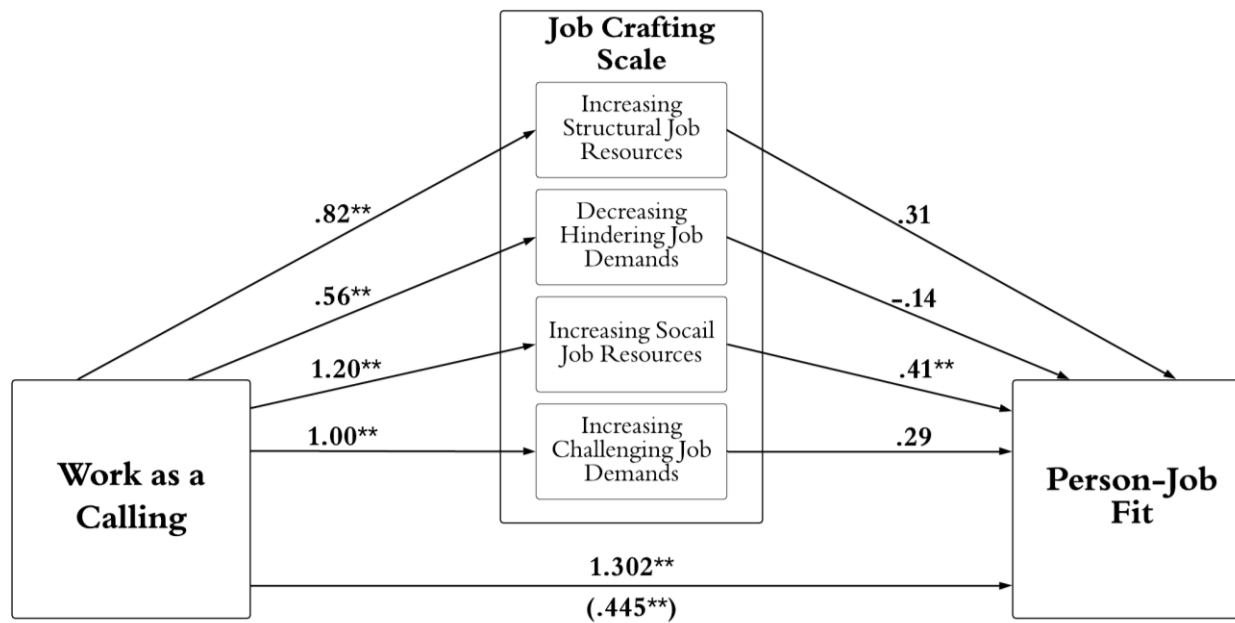 Job Crafting
Scale
Increasing
Structural Job
Resources
.82**
.31
Decreasing
Hindering Job
Demands
.56**
-.14
Increasing Socail
Job Resources
1.20**
.41**
Increasing
Challenging Job
Demands
1.00**
.29
Work as a
Calling
Person-Job
Fit
1.302**
(.445**)